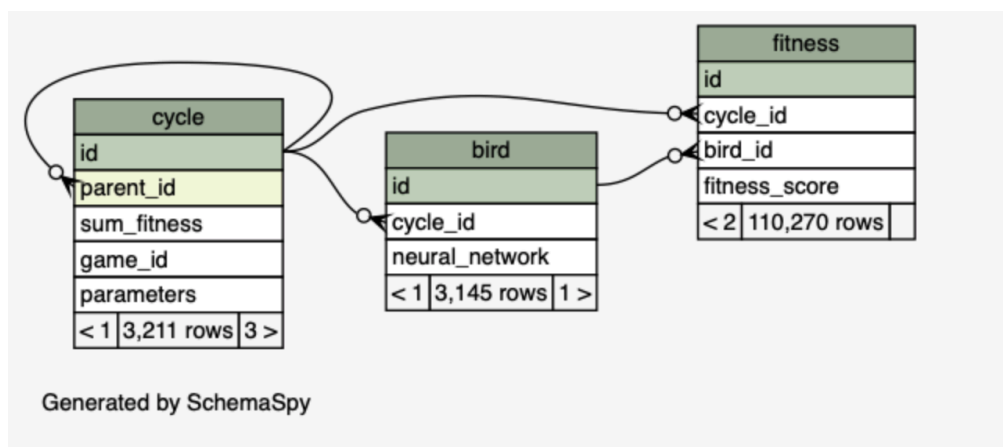 cycle
id
parent_id
sum_fitness
game_id
parameters
< 1 3,211 rows 3 >
bird
id
cycle_id
neural_network
< 1 3,145 rows 1 >
fitness
id
cycle_id
bird_id
fitness_score
< 2 110,270 rows
Generated by SchemaSpy